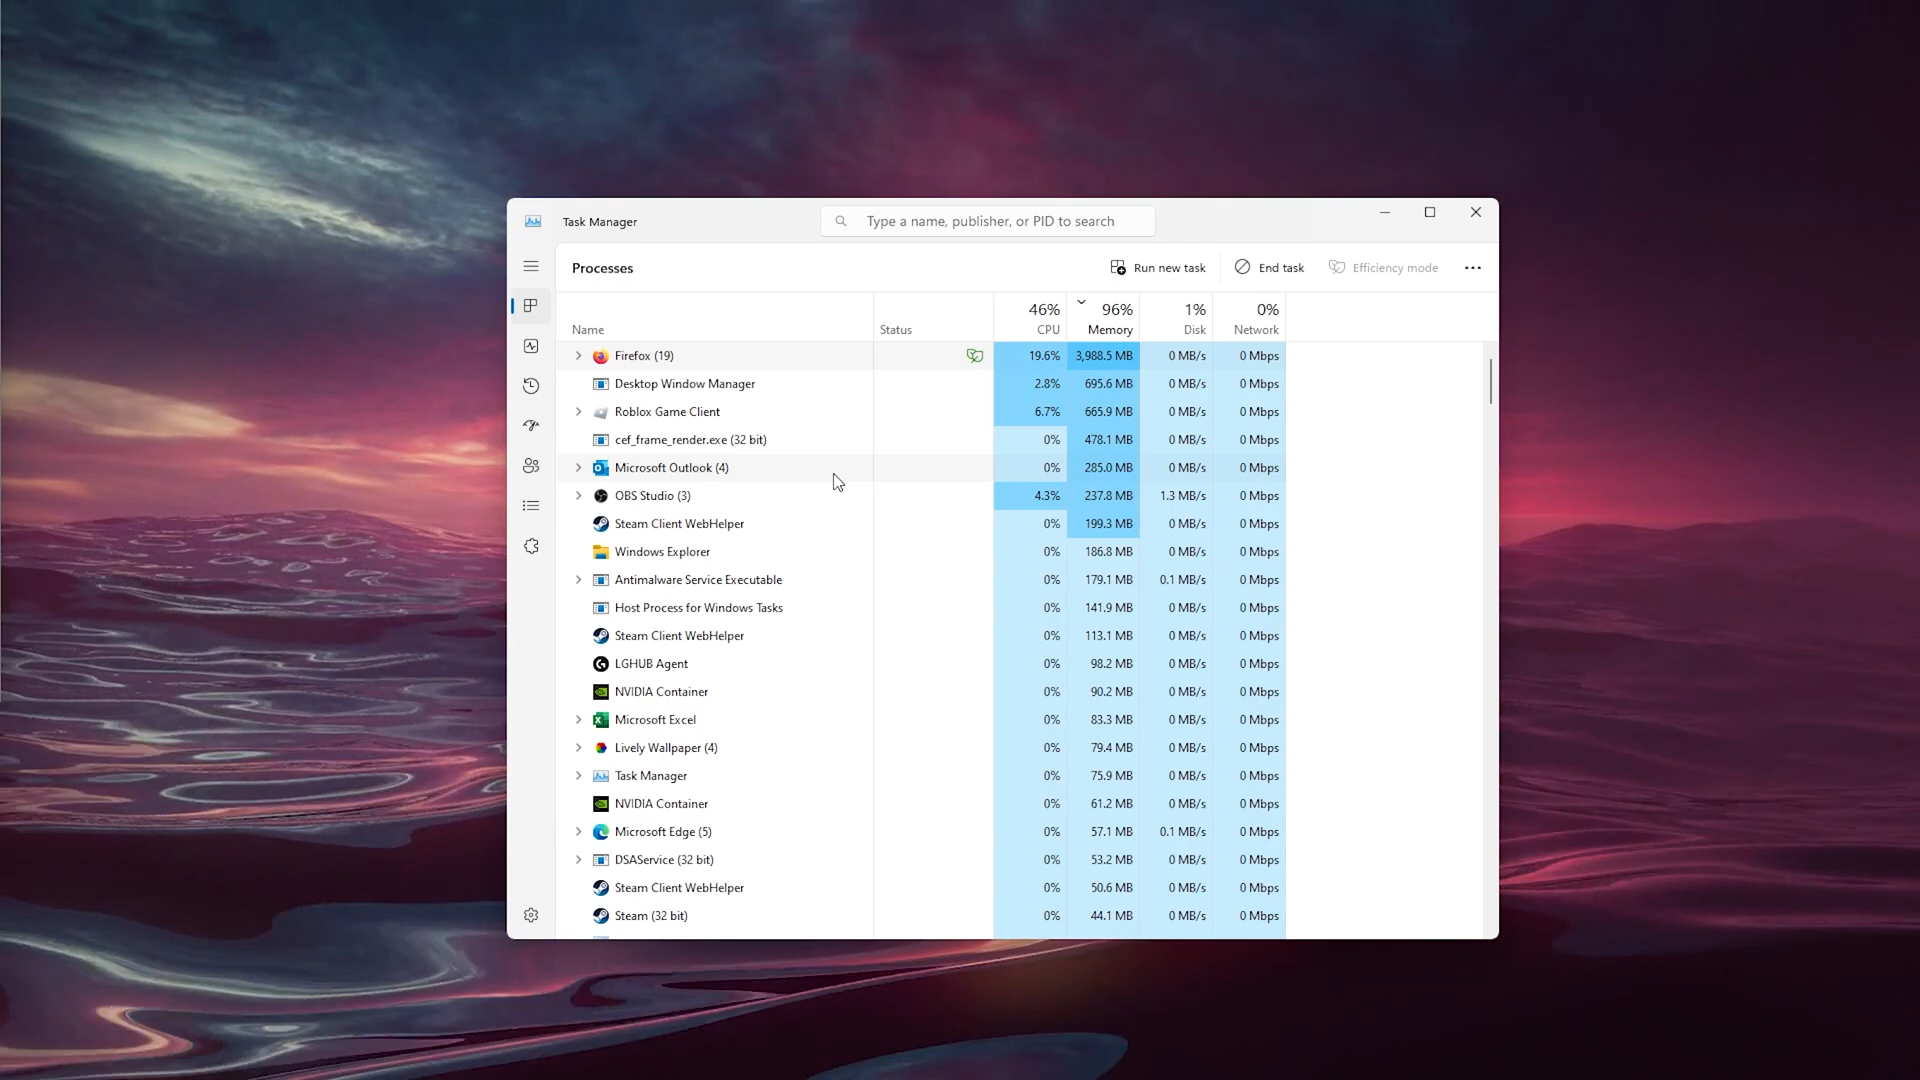 Task Manager
Type a name, publisher, or PID to search
Processes
Run new task
End task
Efficiency mode
46% 96% 1% 0%
Name Status CPU Memory Disk Network
Firefox (19) 19.6% 3,988.5 MB 0 MB/s 0 Mbps
Desktop Window Manager 2.8% 695.6 MB 0 MB/s 0 Mbps
Roblox Game Client 6.7% 665.9 MB 0 MB/s 0 Mbps
cef_frame_render.exe (32 bit) 0% 478.1 MB 0 MB/s 0 Mbps
Microsoft Outlook (4) 0% 285.0 MB 0 MB/s 0 Mbps
OBS Studio (3) 4.3% 237.8 MB 1.3 MB/s 0 Mbps
Steam Client WebHelper 0% 199.3 MB 0 MB/s 0 Mbps
Windows Explorer 0% 186.8 MB 0 MB/s 0 Mbps
Antimalware Service Executable 0% 179.1 MB 0.1 MB/s 0 Mbps
Host Process for Windows Tasks 0% 141.9 MB 0 MB/s 0 Mbps
Steam Client WebHelper 0% 113.1 MB 0 MB/s 0 Mbps
LGHUB Agent 0% 98.2 MB 0 MB/s 0 Mbps
NVIDIA Container 0% 90.2 MB 0 MB/s 0 Mbps
Microsoft Excel 0% 83.3 MB 0 MB/s 0 Mbps
Lively Wallpaper (4) 0% 79.4 MB 0 MB/s 0 Mbps
Task Manager 0% 75.9 MB 0 MB/s 0 Mbps
NVIDIA Container 0% 61.2 MB 0 MB/s 0 Mbps
Microsoft Edge (5) 0% 57.1 MB 0.1 MB/s 0 Mbps
DSAService (32 bit) 0% 53.2 MB 0 MB/s 0 Mbps
Steam Client WebHelper 0% 50.6 MB 0 MB/s 0 Mbps
Steam (32 bit) 0% 44.1 MB 0 MB/s 0 Mbps